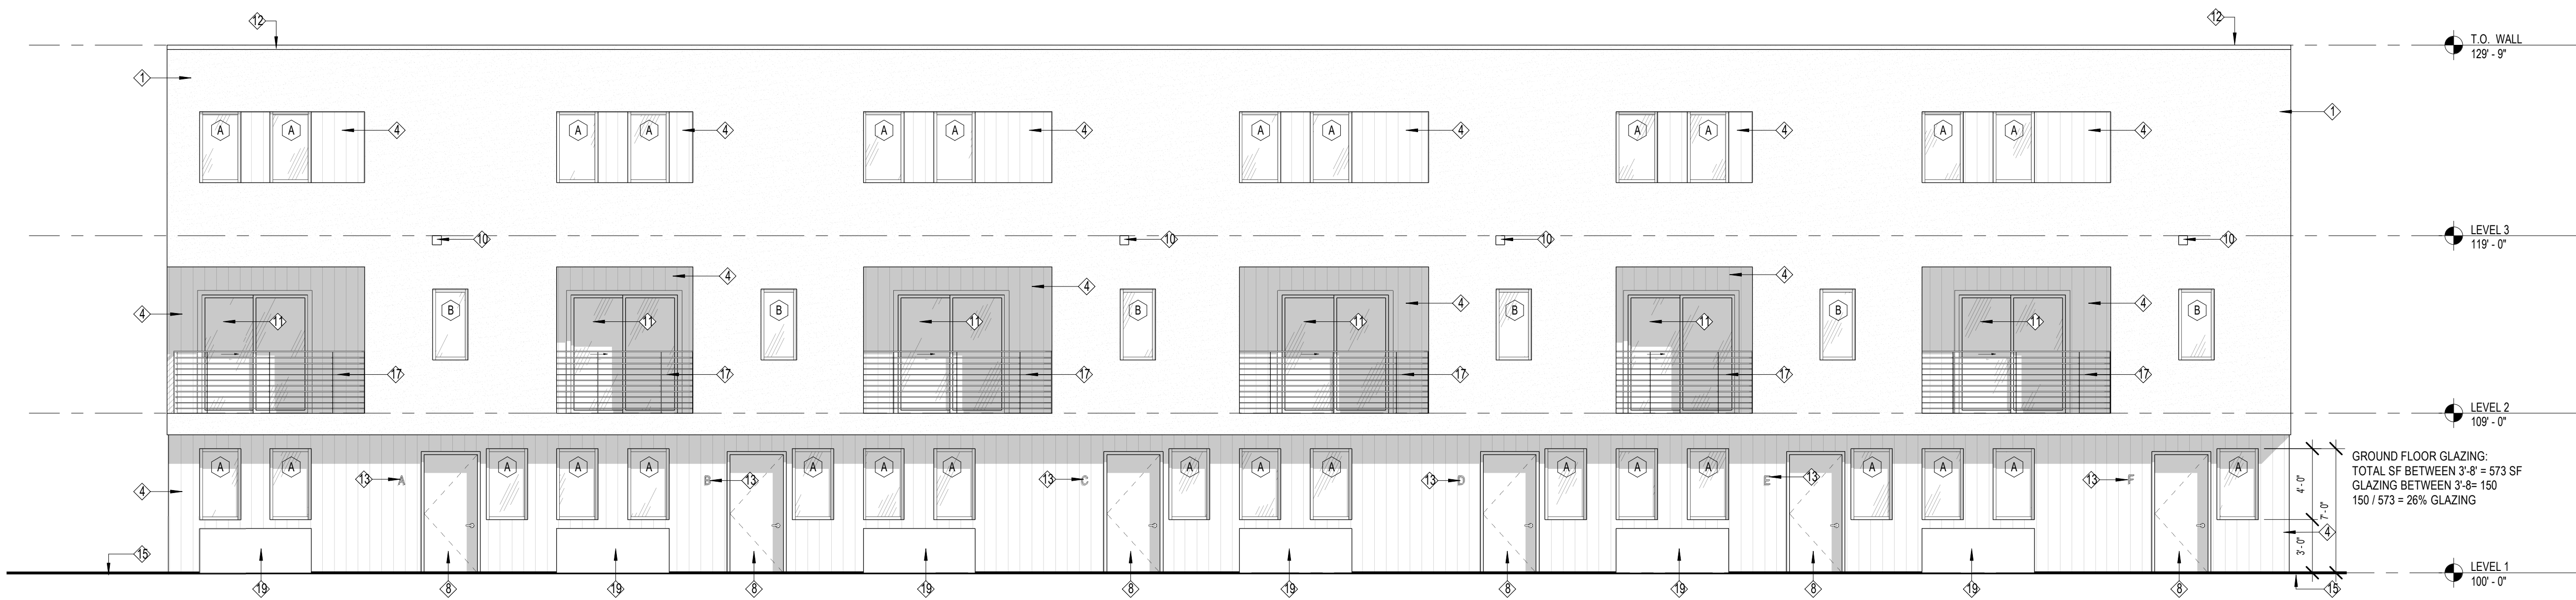 12 12
T.O. WALL
129' - 9"
1
1
A A 4 A A 4 A A 4 A A 4 A A 4 A A 4
LEVEL 3
119' - 0"
10 10 10 10
4 4 4 4 4 4
4
B B B B B B
11 11 11 11 11 11
17 17 17 17 17 17
LEVEL 2
109' - 0"
A A A A A A A A A A A A A A A A A A
13 A B 13 13 C 13 D E 13 13 F
4
4' - 0"
7' - 0"
3' - 0"
GROUND FLOOR GLAZING:
TOTAL SF BETWEEN 3'-8' = 573 SF
GLAZING BETWEEN 3'-8= 150
150 / 573 = 26% GLAZING
4
15
LEVEL 1
100' - 0"
19 8 19 8 19 8 19 8 19 8 19 8 15